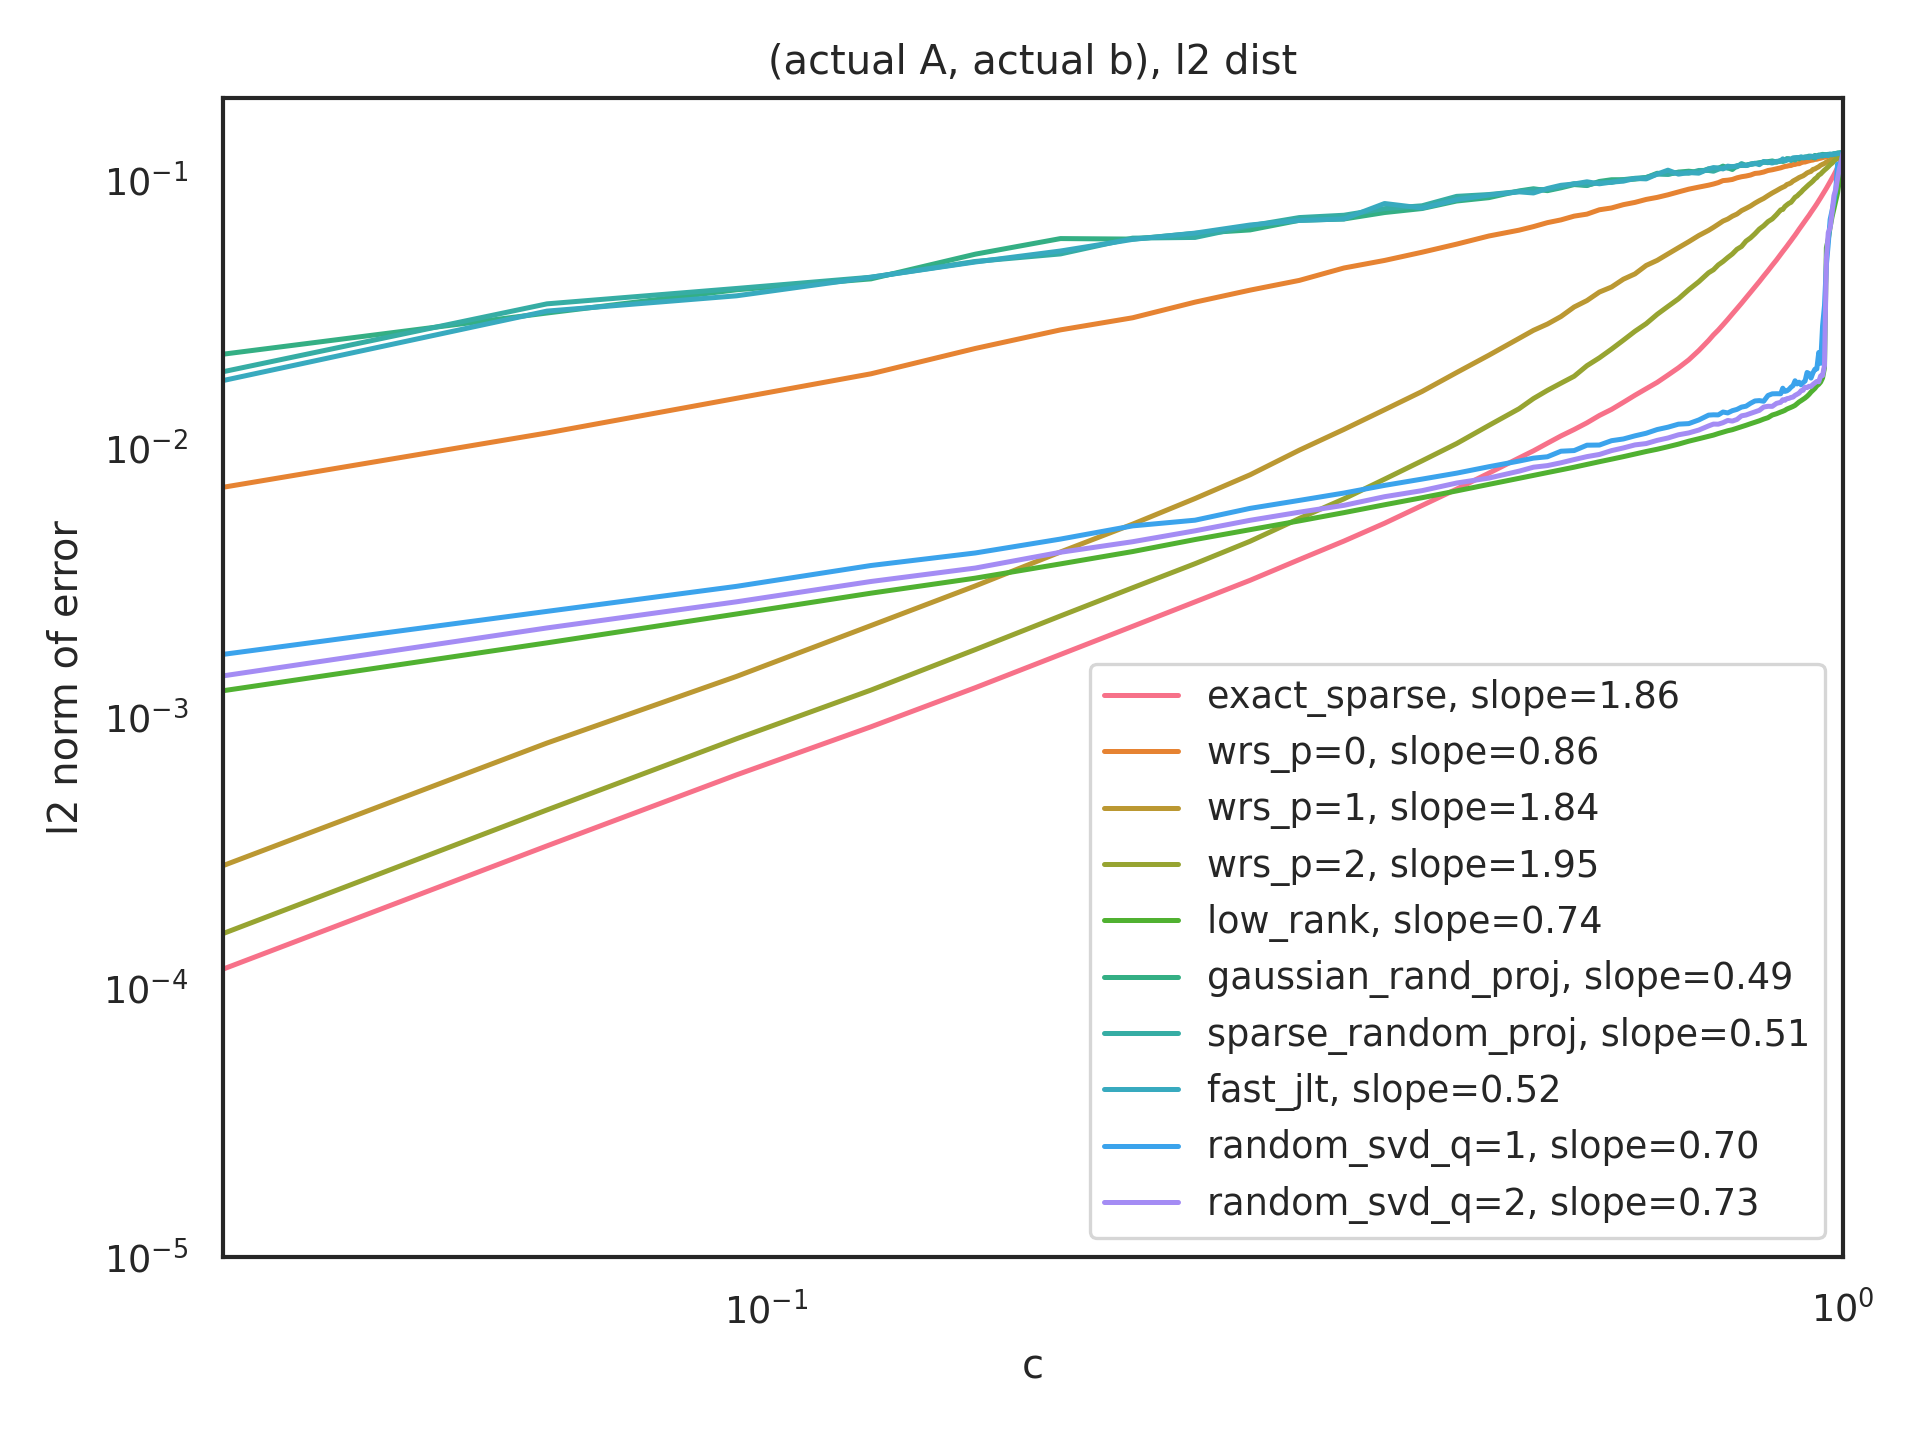 (actual A, actual b), l2 dist
10⁻¹
10⁻²
10⁻³
10⁻⁴
10⁻⁵
l2 norm of error
exact_sparse, slope=1.86
wrs_p=0, slope=0.86
wrs_p=1, slope=1.84
wrs_p=2, slope=1.95
low_rank, slope=0.74
gaussian_rand_proj, slope=0.49
sparse_random_proj, slope=0.51
fast_jlt, slope=0.52
random_svd_q=1, slope=0.70
random_svd_q=2, slope=0.73
10⁻¹
10⁰
c